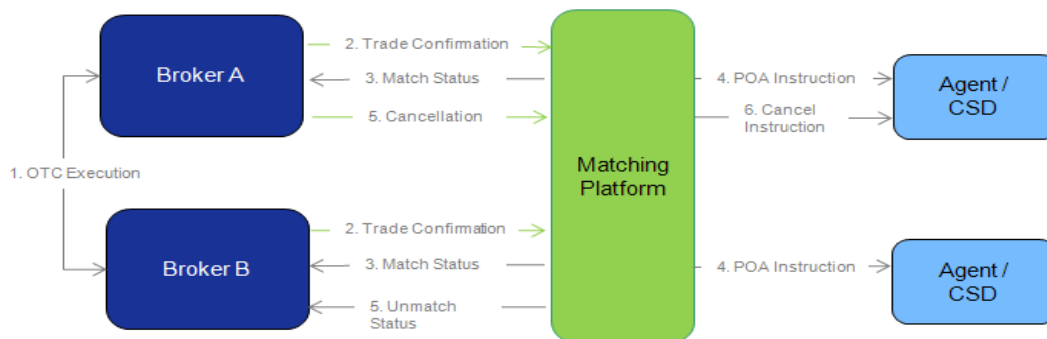 2. Trade Confirmation
Broker A
3. Match Status
4. POA Instruction
Agent /
CSD
5. Cancellation
6. Cancel
Instruction
1. OTC Execution
Matching
Platform
2. Trade Confirmation
Broker B
3. Match Status
4. POA Instruction
Agent /
CSD
5. Unmatch
Status